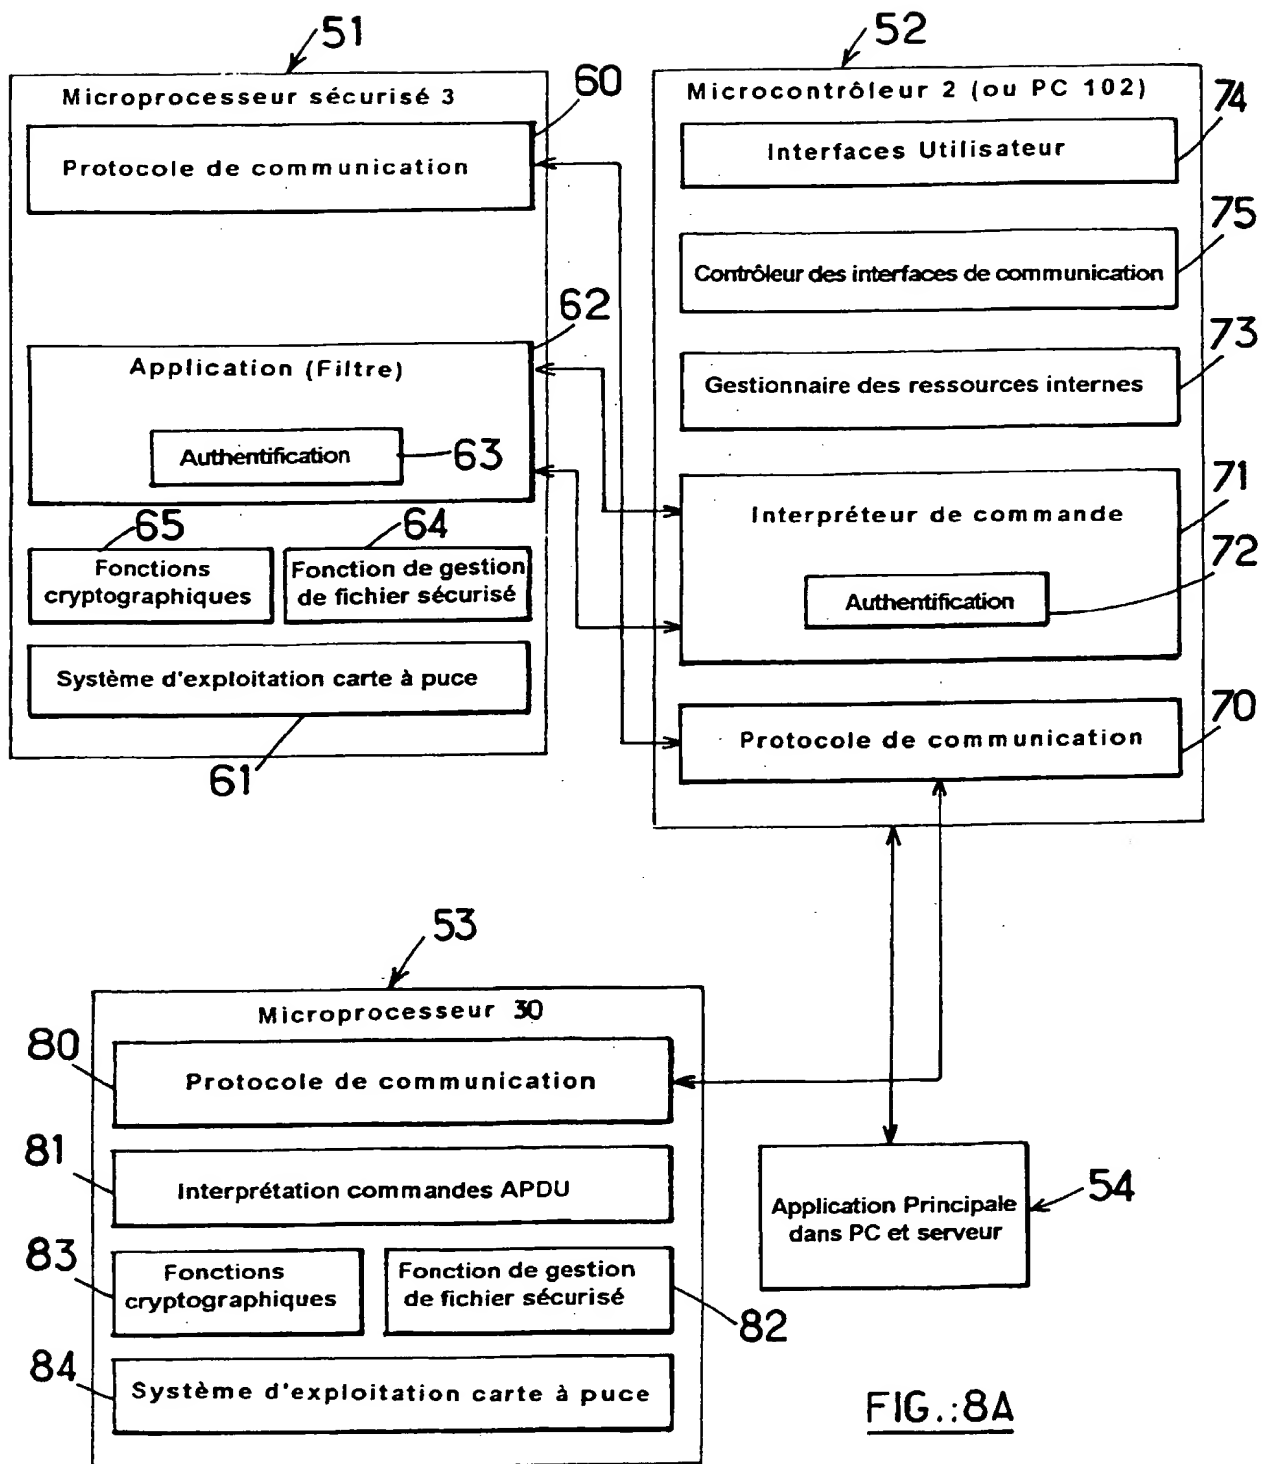 51
Microprocesseur sécurisé 3
60
Protocole de communication
62
Application (Filtre)
Authentification
63
65
64
Fonctions
cryptographiques
Fonction de gestion
de fichier sécurisé
Système d'exploitation carte à puce
61
52
Microcontrôleur 2 (ou PC 102)
74
Interfaces Utilisateur
75
Contrôleur des interfaces de communication
73
Gestionnaire des ressources internes
71
Interpréteur de commande
72
Authentification
70
Protocole de communication
53
Microprocesseur 30
80
Protocole de communication
81
Interprétation commandes APDU
83
Fonctions
cryptographiques
Fonction de gestion
de fichier sécurisé
82
84
Système d'exploitation carte à puce
Application Principale
dans PC et serveur
54
FIG.:8A